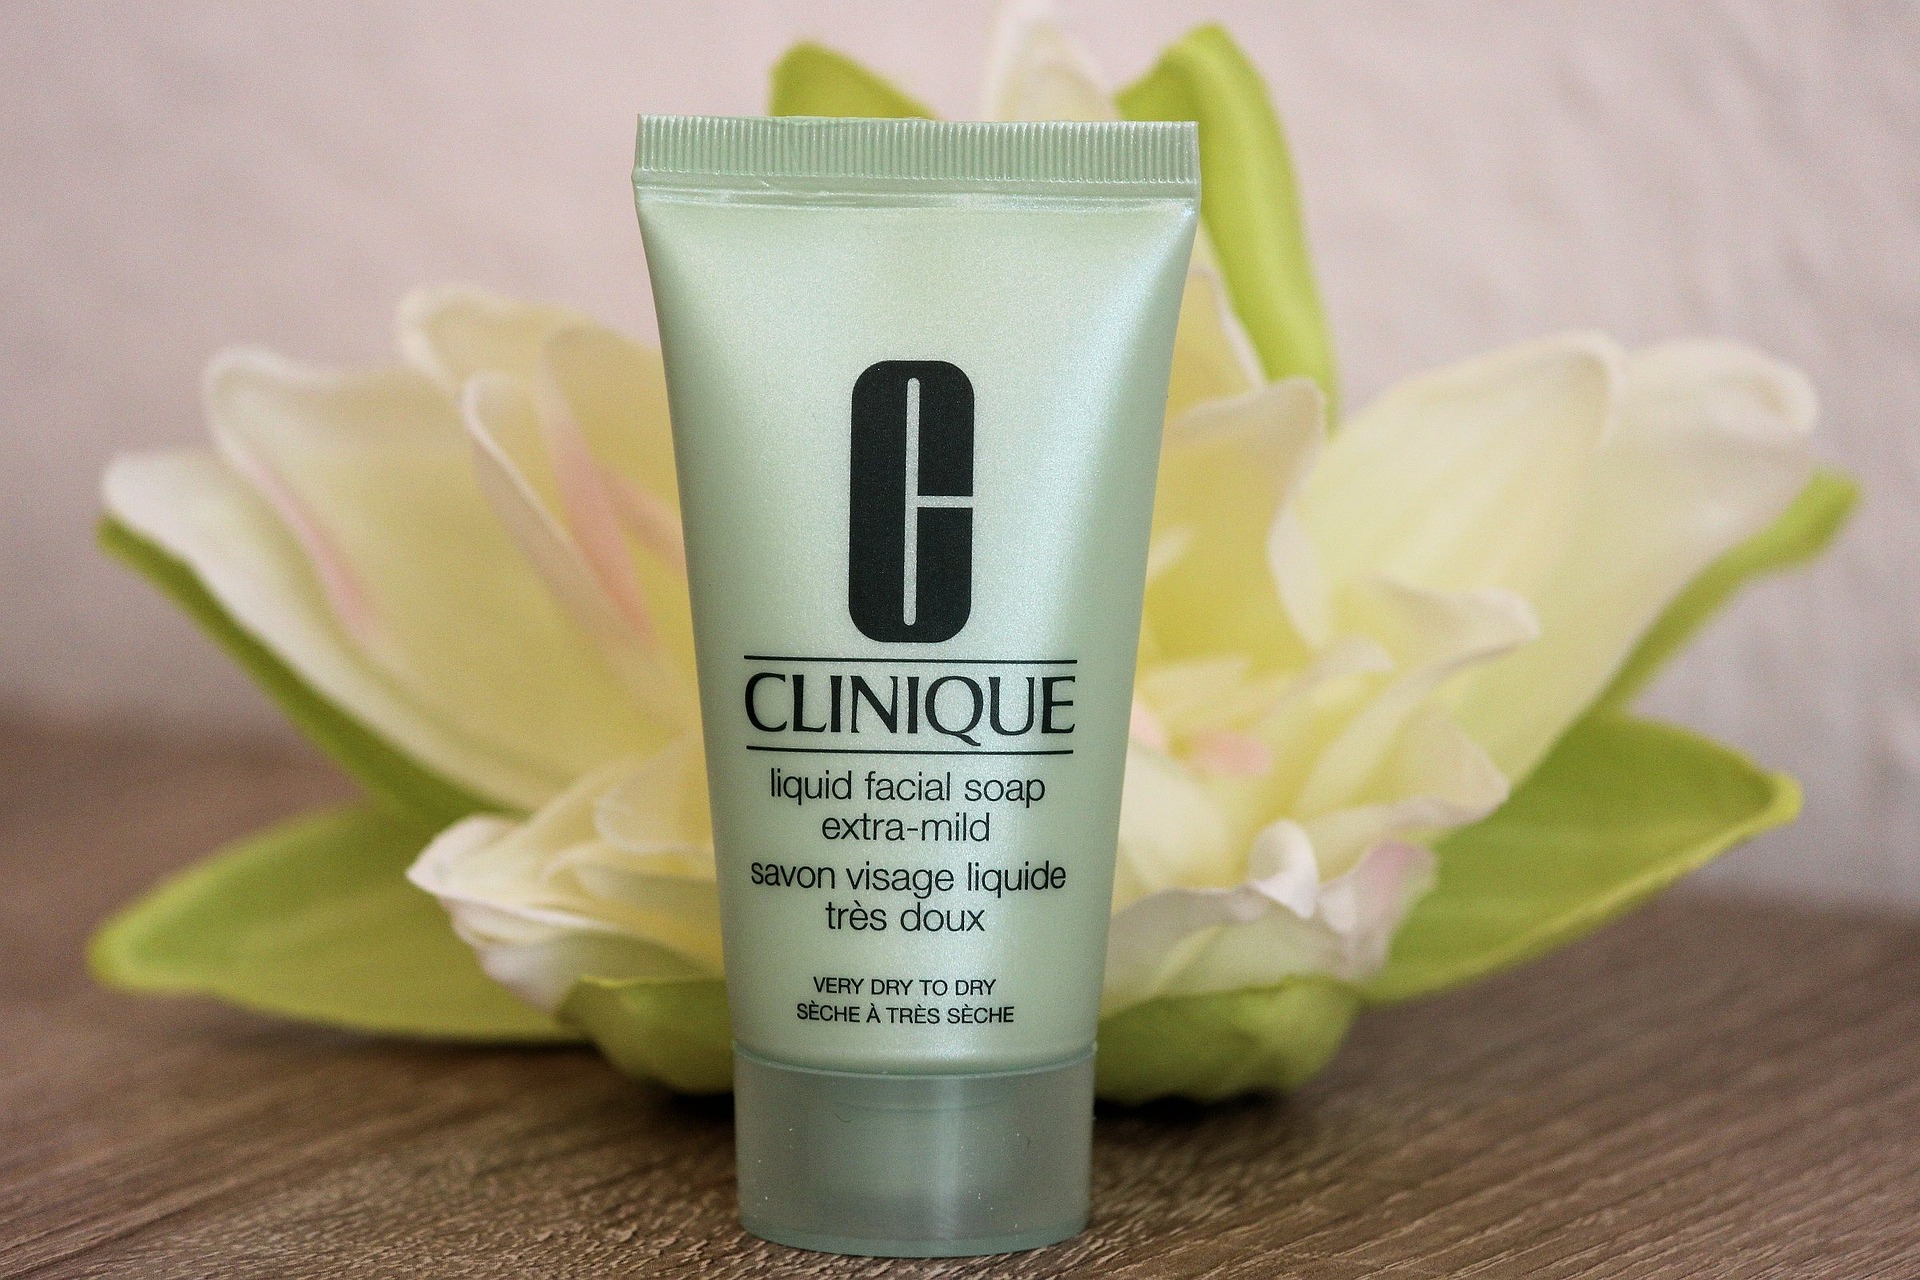 C
CLINIQUE
liquid facial soap
extra-mild
savon visage liquide
très doux
VERY DRY TO DRY
SÈCHE À TRÈS SÈCHE